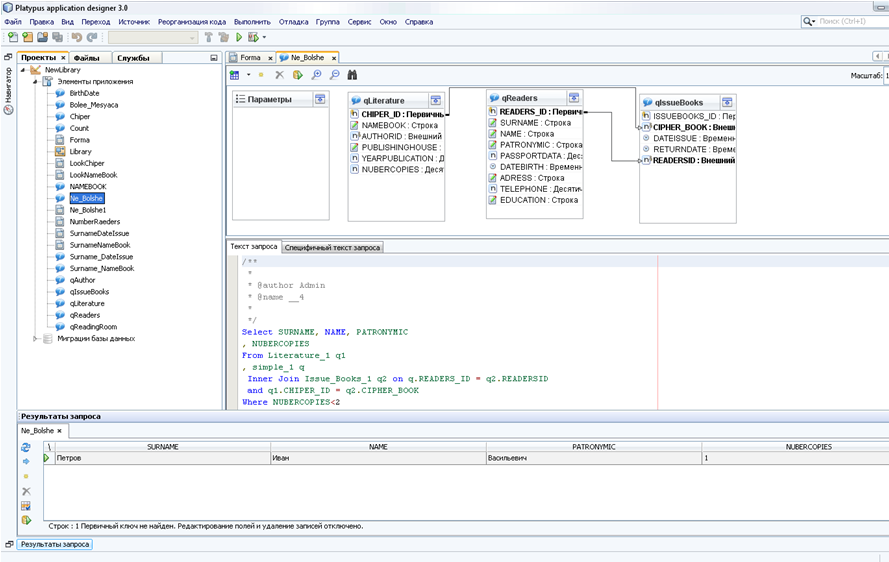 Platypus application designer 3.0
Файл Правка Вид Переход Источник Реорганизация кода Выполнить Отладка Группа Сервис Окно Справка
Поиск (Ctrl+I)
Проекты Файлы Службы
Навигатор
NewLibrary
Элементы приложения
BirthDate
Bolee_Mesyaca
Chiper
Count
Forma
Library
LookChiper
LookNameBook
NAMEBOOK
Ne_Bolshe
Ne_Bolshe1
NumberRaeders
SurnameDateIssue
SurnameNameBook
Surname_DateIssue
Surname_NameBook
qAuthor
qIssueBooks
qLiterature
qReaders
qReadingRoom
Миграции базы данных
Forma Ne_Bolshe
Масштаб: 1
Параметры
qLiterature
CHIPER_ID : Первичны
NAMEBOOK : Строка
AUTHORID : Внешний
PUBLISHINGHOUSE :
YEARPUBLICATION : Д
NUBERCOPIES : Десят
qReaders
READERS_ID : Первич
SURNAME : Строка
NAME : Строка
PATRONYMIC : Строка
PASSPORTDATA : Деся
DATEBIRTH : Временн
ADRESS : Строка
TELEPHONE : Десятич
EDUCATION : Строка
qIssueBooks
ISSUEBOOKS_ID : Пер
CIPHER_BOOK : Внеш
DATEISSUE : Времен
RETURNDATE : Време
READERSID : Внешний
Текст запроса Специфичный текст запроса
/**
*
* @author Admin
* @name __4
*
*/
Select SURNAME, NAME, PATRONYMIC
, NUBERCOPIES
From Literature_1 q1
, simple_1 q
Inner Join Issue_Books_1 q2 on q.READERS_ID = q2.READERSID
and q1.CHIPER_ID = q2.CIPHER_BOOK
Where NUBERCOPIES<2
Результаты запроса
Ne_Bolshe
\ SURNAME NAME PATRONYMIC NUBERCOPIES
Петров Иван Васильевич 1
Строк : 1 Первичный ключ не найден. Редактирование полей и удаление записей отключено.
Результаты запроса